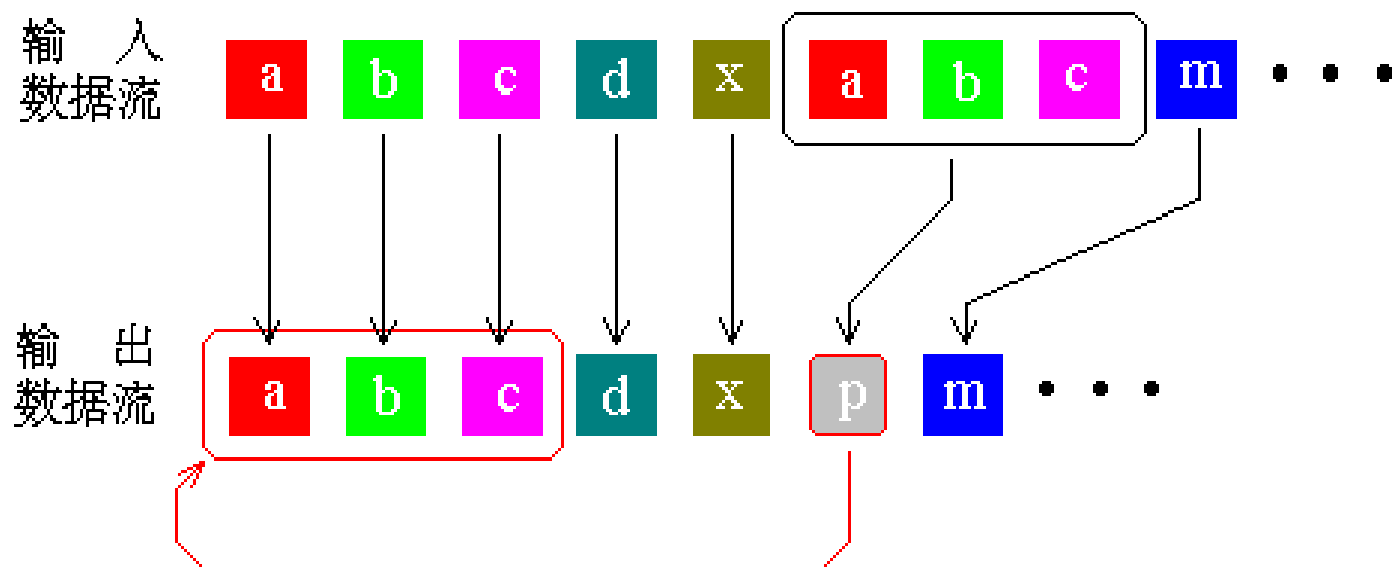 输 入
数据流
a b c d x a b c m • • •
输 出
数据流
a b c d x p m • • •